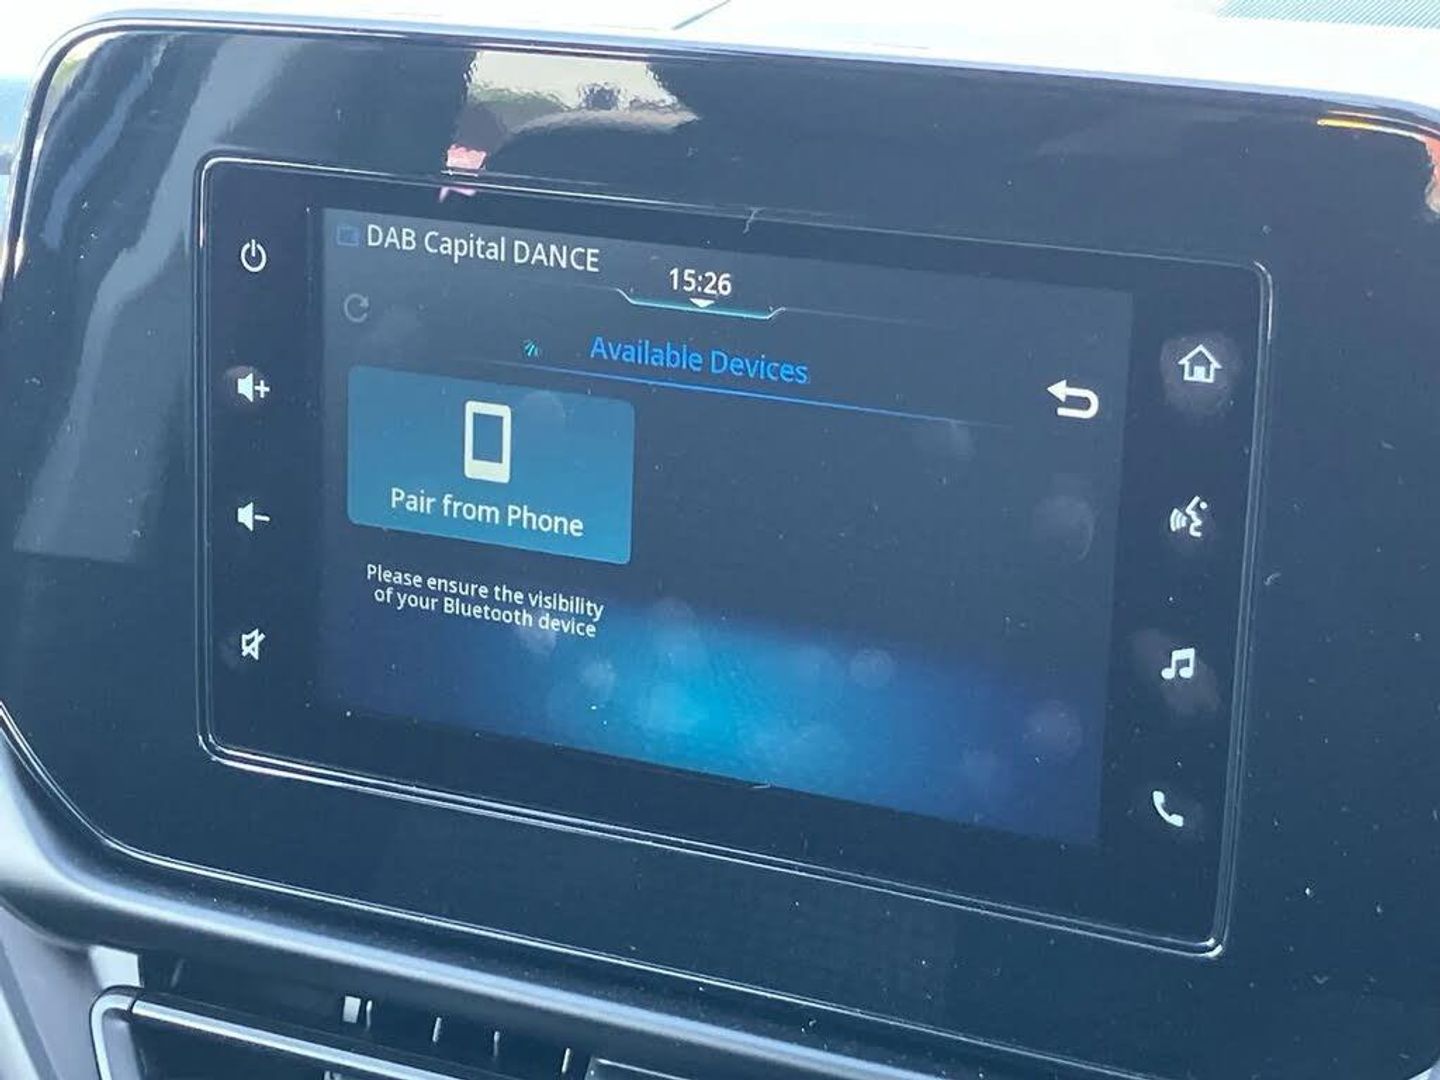 DAB Capital DANCE
15:26
Available Devices
Pair from Phone
Please ensure the visibility
of your Bluetooth device